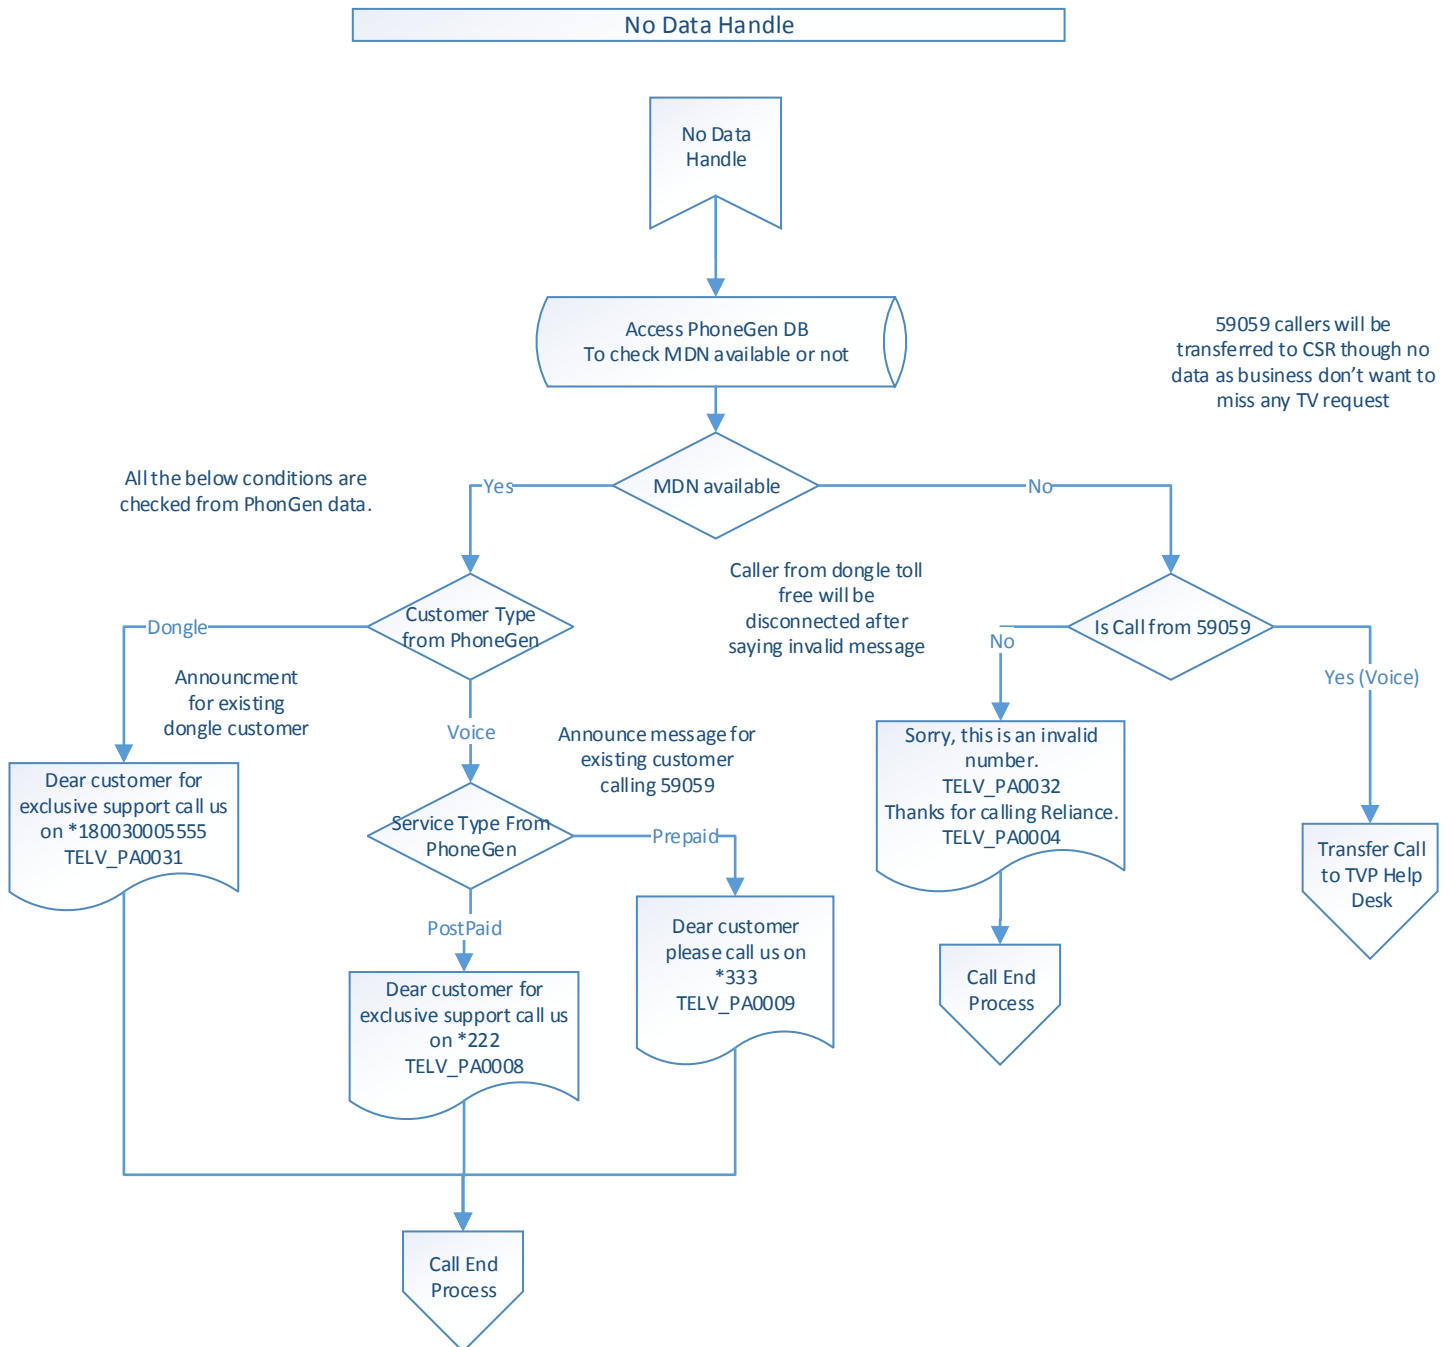 No Data Handle
No Data
Handle
Access PhoneGen DB
To check MDN available or not
59059 callers will be
transferred to CSR though no
data as business don't want to
miss any TV request
All the below conditions are
checked from PhonGen data.
Yes
MDN available
No
Caller from dongle toll
free will be
disconnected after
saying invalid message
Customer Type
from PhoneGen
Dongle
Is Call from 59059
No
Yes (Voice)
Announcment
for existing
dongle customer
Voice
Announce message for
existing customer
calling 59059
Sorry, this is an invalid
number.
TELV_PA0032
Thanks for calling Reliance.
TELV_PA0004
Dear customer for
exclusive support call us
on *180030005555
TELV_PA0031
Service Type From
PhoneGen
Prepaid
Transfer Call
to TVP Help
Desk
PostPaid
Dear customer
please call us on
*333
TELV_PA0009
Call End
Process
Dear customer for
exclusive support call us
on *222
TELV_PA0008
Call End
Process